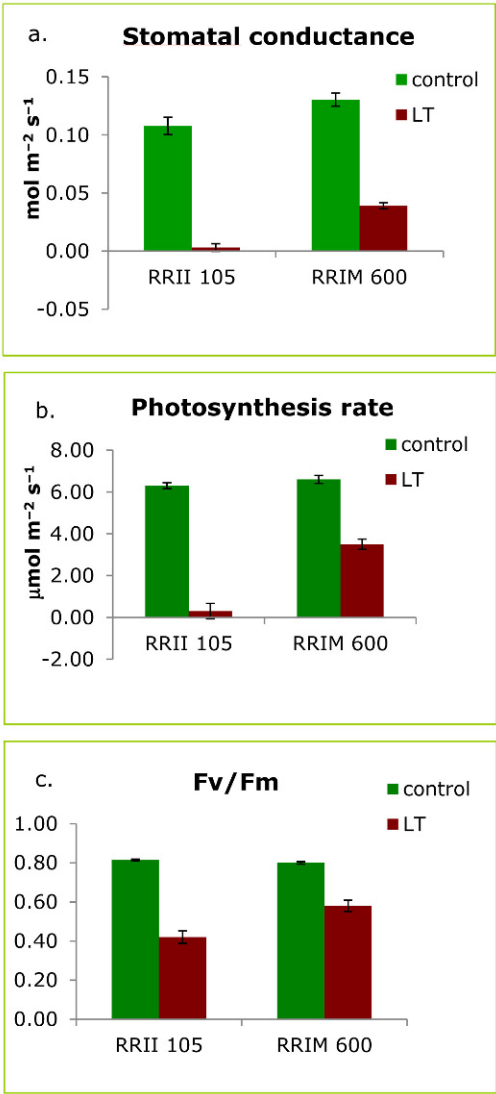 a.
Stomatal conductance
control
LT
mol m⁻² s⁻¹
0.15
0.10
0.05
0.00
-0.05
RRII 105
RRIM 600
b.
Photosynthesis rate
control
LT
μmol m⁻² s⁻¹
8.00
6.00
4.00
2.00
0.00
-2.00
RRII 105
RRIM 600
c.
Fv/Fm
control
LT
1.00
0.80
0.60
0.40
0.20
0.00
RRII 105
RRIM 600